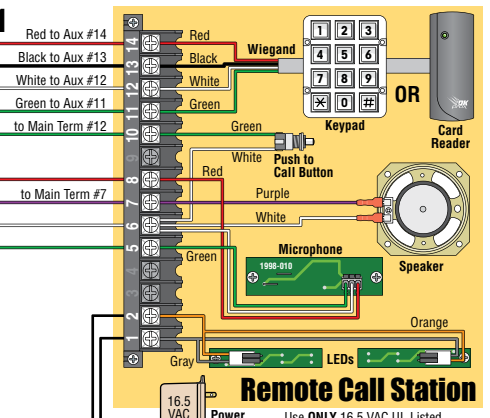 1
Red to Aux #14
Black to Aux #13
White to Aux #12
Green to Aux #11
to Main Term #12
to Main Term #7
14
13
12
11
10
9
8
7
6
5
4
3
2
1
Red
Black
White
Green
Wiegand
1 2 3
4 5 6
7 8 9
* 0 #
Keypad
OR
DK
Card
Reader
Green
White
Push to
Call Button
Red
Purple
White
Speaker
Microphone
1998-010
Green
Orange
Gray
LEDs
Remote Call Station
16.5
VAC
Power
Use ONLY 16.5 VAC UL Listed